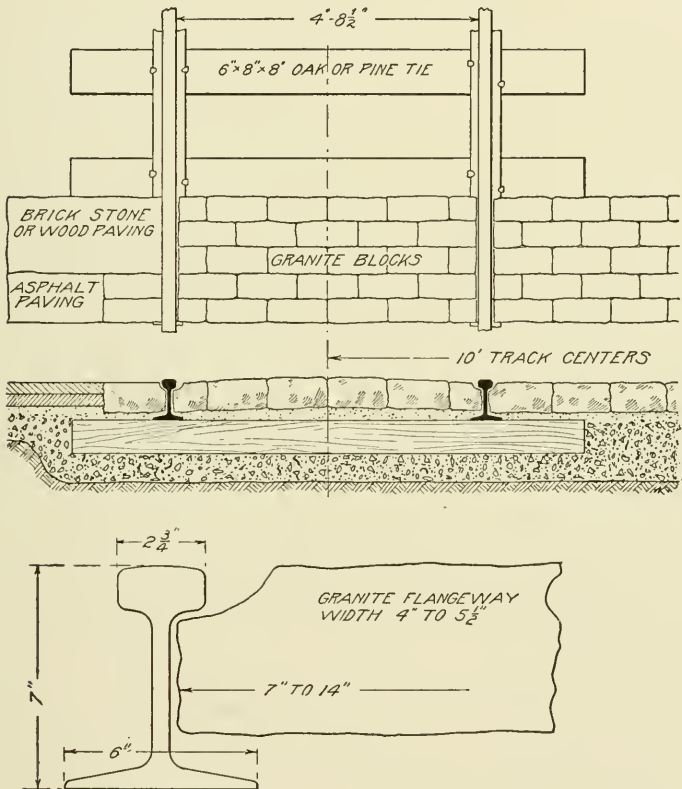 4'-8½"
6"×8"×8' OAK OR PINE TIE
BRICK STONE
OR WOOD PAVING
GRANITE BLOCKS
ASPHALT
PAVING
10' TRACK CENTERS
2¾"
GRANITE FLANGEWAY
WIDTH 4" TO 5½"
7"
7" TO 14"
6"